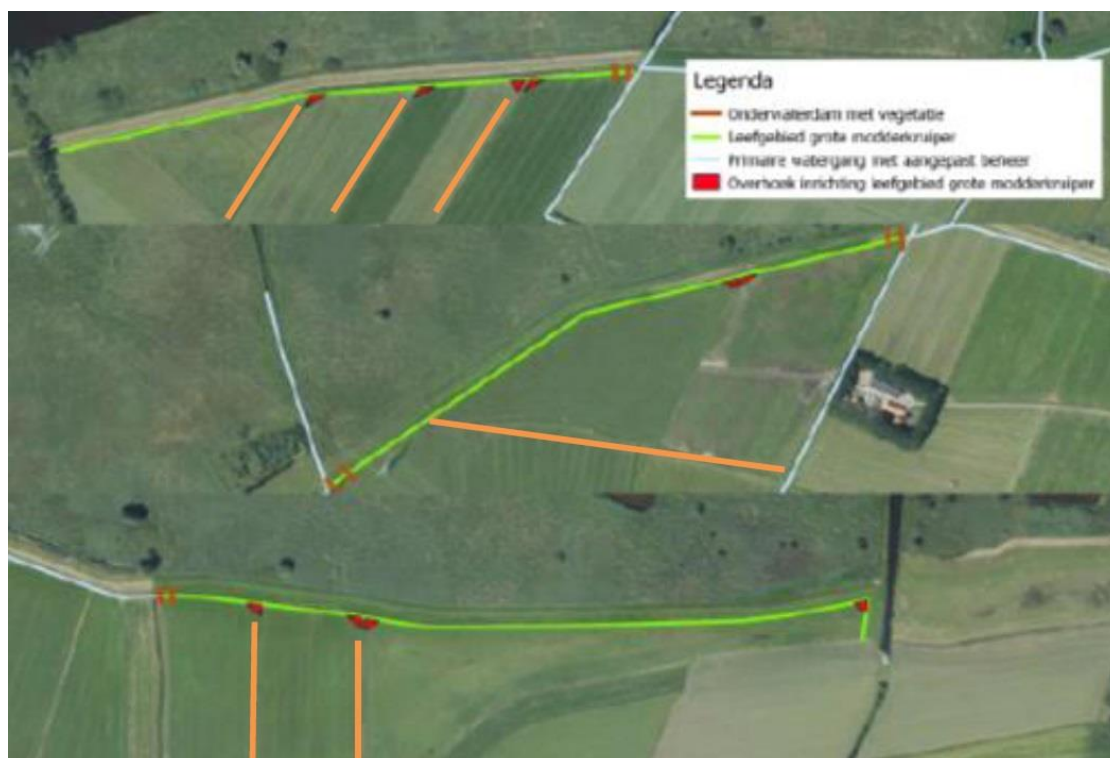 Legenda
Onderwaterdam met vegetatie
Leefgebied grote modderkruiper
Primaire watergang met aangepast beheer
Overhoek inrichting leefgebied grote modderkruiper